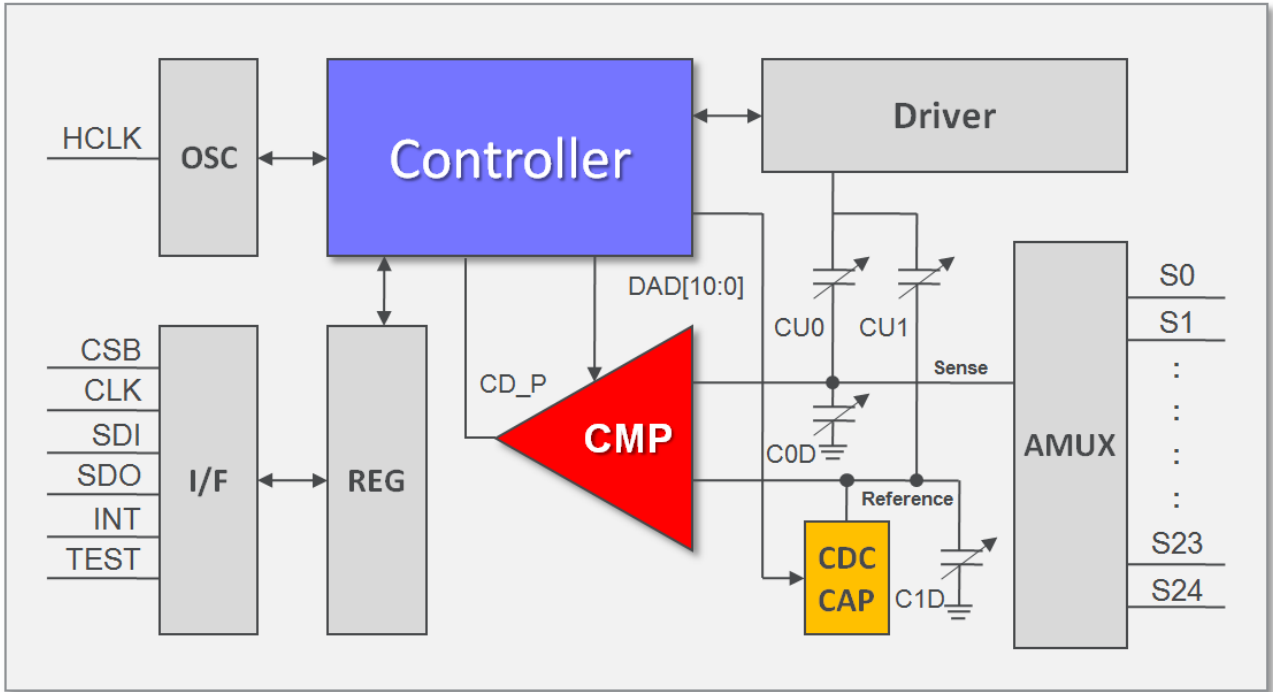 HCLK
OSC
Controller
Driver
DAD[10:0]
CU0
CU1
S0
S1
:
:
:
:
S23
S24
CSB
CLK
SDI
SDO
INT
TEST
I/F
REG
CD_P
CMP
Sense
C0D
Reference
CDC
CAP
C1D
AMUX